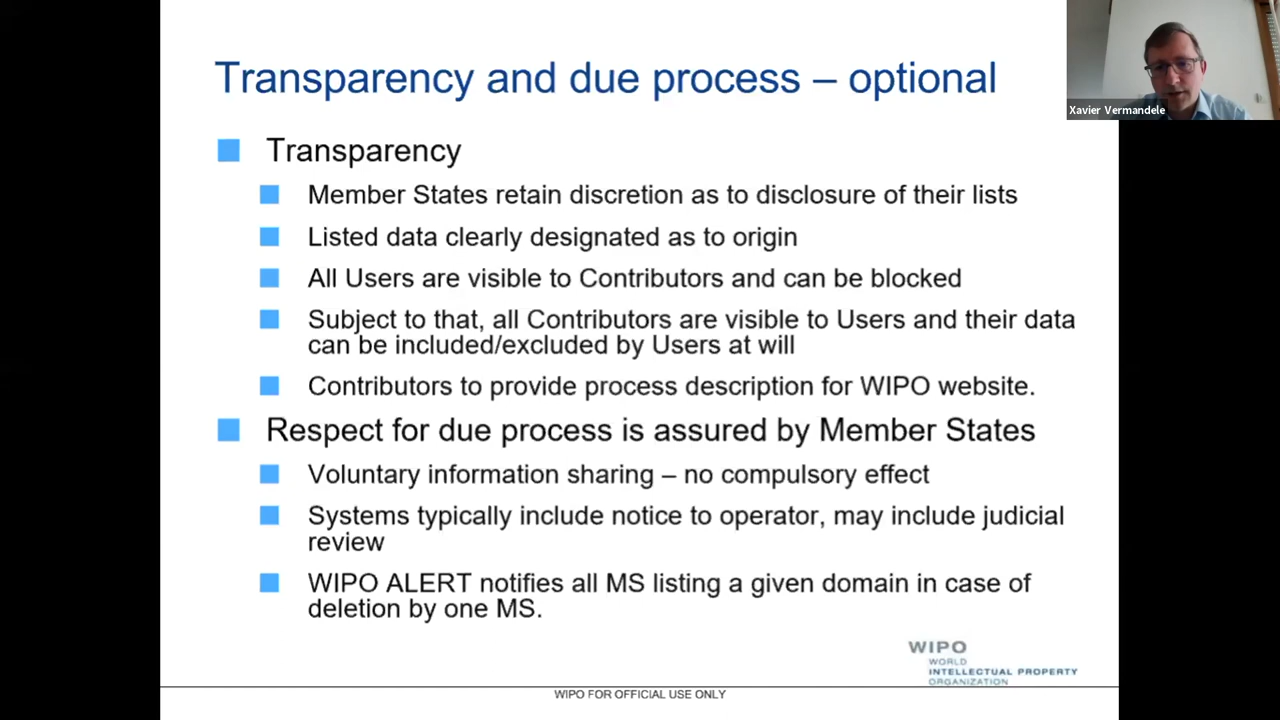 Transparency and due process – optional
Xavier Vermandele
Transparency
Member States retain discretion as to disclosure of their lists
Listed data clearly designated as to origin
All Users are visible to Contributors and can be blocked
Subject to that, all Contributors are visible to Users and their data
can be included/excluded by Users at will
Contributors to provide process description for WIPO website.
Respect for due process is assured by Member States
Voluntary information sharing – no compulsory effect
Systems typically include notice to operator, may include judicial
review
WIPO ALERT notifies all MS listing a given domain in case of
deletion by one MS.
WIPO
WORLD
INTELLECTUAL PROPERTY
ORGANIZATION
WIPO FOR OFFICIAL USE ONLY